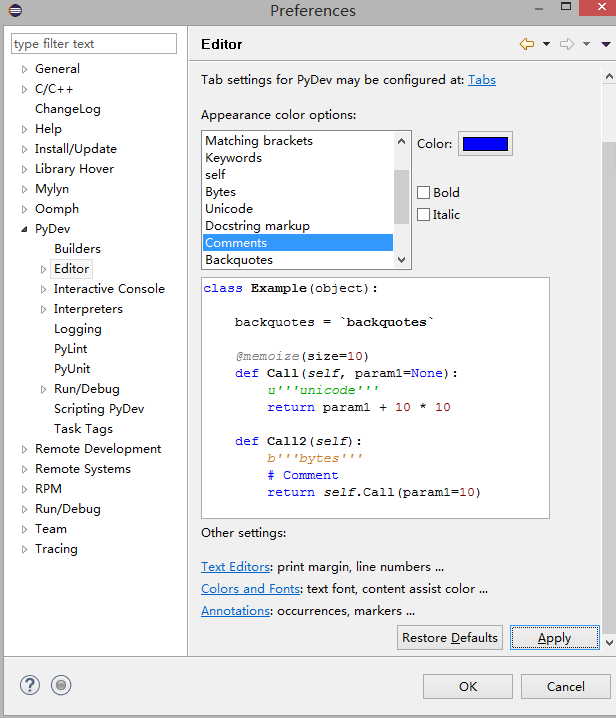 Preferences
type filter text
General
C/C++
ChangeLog
Help
Install/Update
Library Hover
Mylyn
Oomph
PyDev
Builders
Editor
Interactive Console
Interpreters
Logging
PyLint
PyUnit
Run/Debug
Scripting PyDev
Task Tags
Remote Development
Remote Systems
RPM
Run/Debug
Team
Tracing
Editor
Tab settings for PyDev may be configured at: Tabs
Appearance color options:
Matching brackets
Keywords
self
Bytes
Unicode
Docstring markup
Comments
Backquotes
Color:
Bold
Italic
class Example(object):
backquotes = `backquotes`
@memoize(size=10)
def Call(self, param1=None):
u'''unicode'''
return param1 + 10 * 10
def Call2(self):
b'''bytes'''
# Comment
return self.Call(param1=10)
Other settings:
Text Editors: print margin, line numbers ...
Colors and Fonts: text font, content assist color ...
Annotations: occurrences, markers ...
Restore Defaults
Apply
?
OK
Cancel